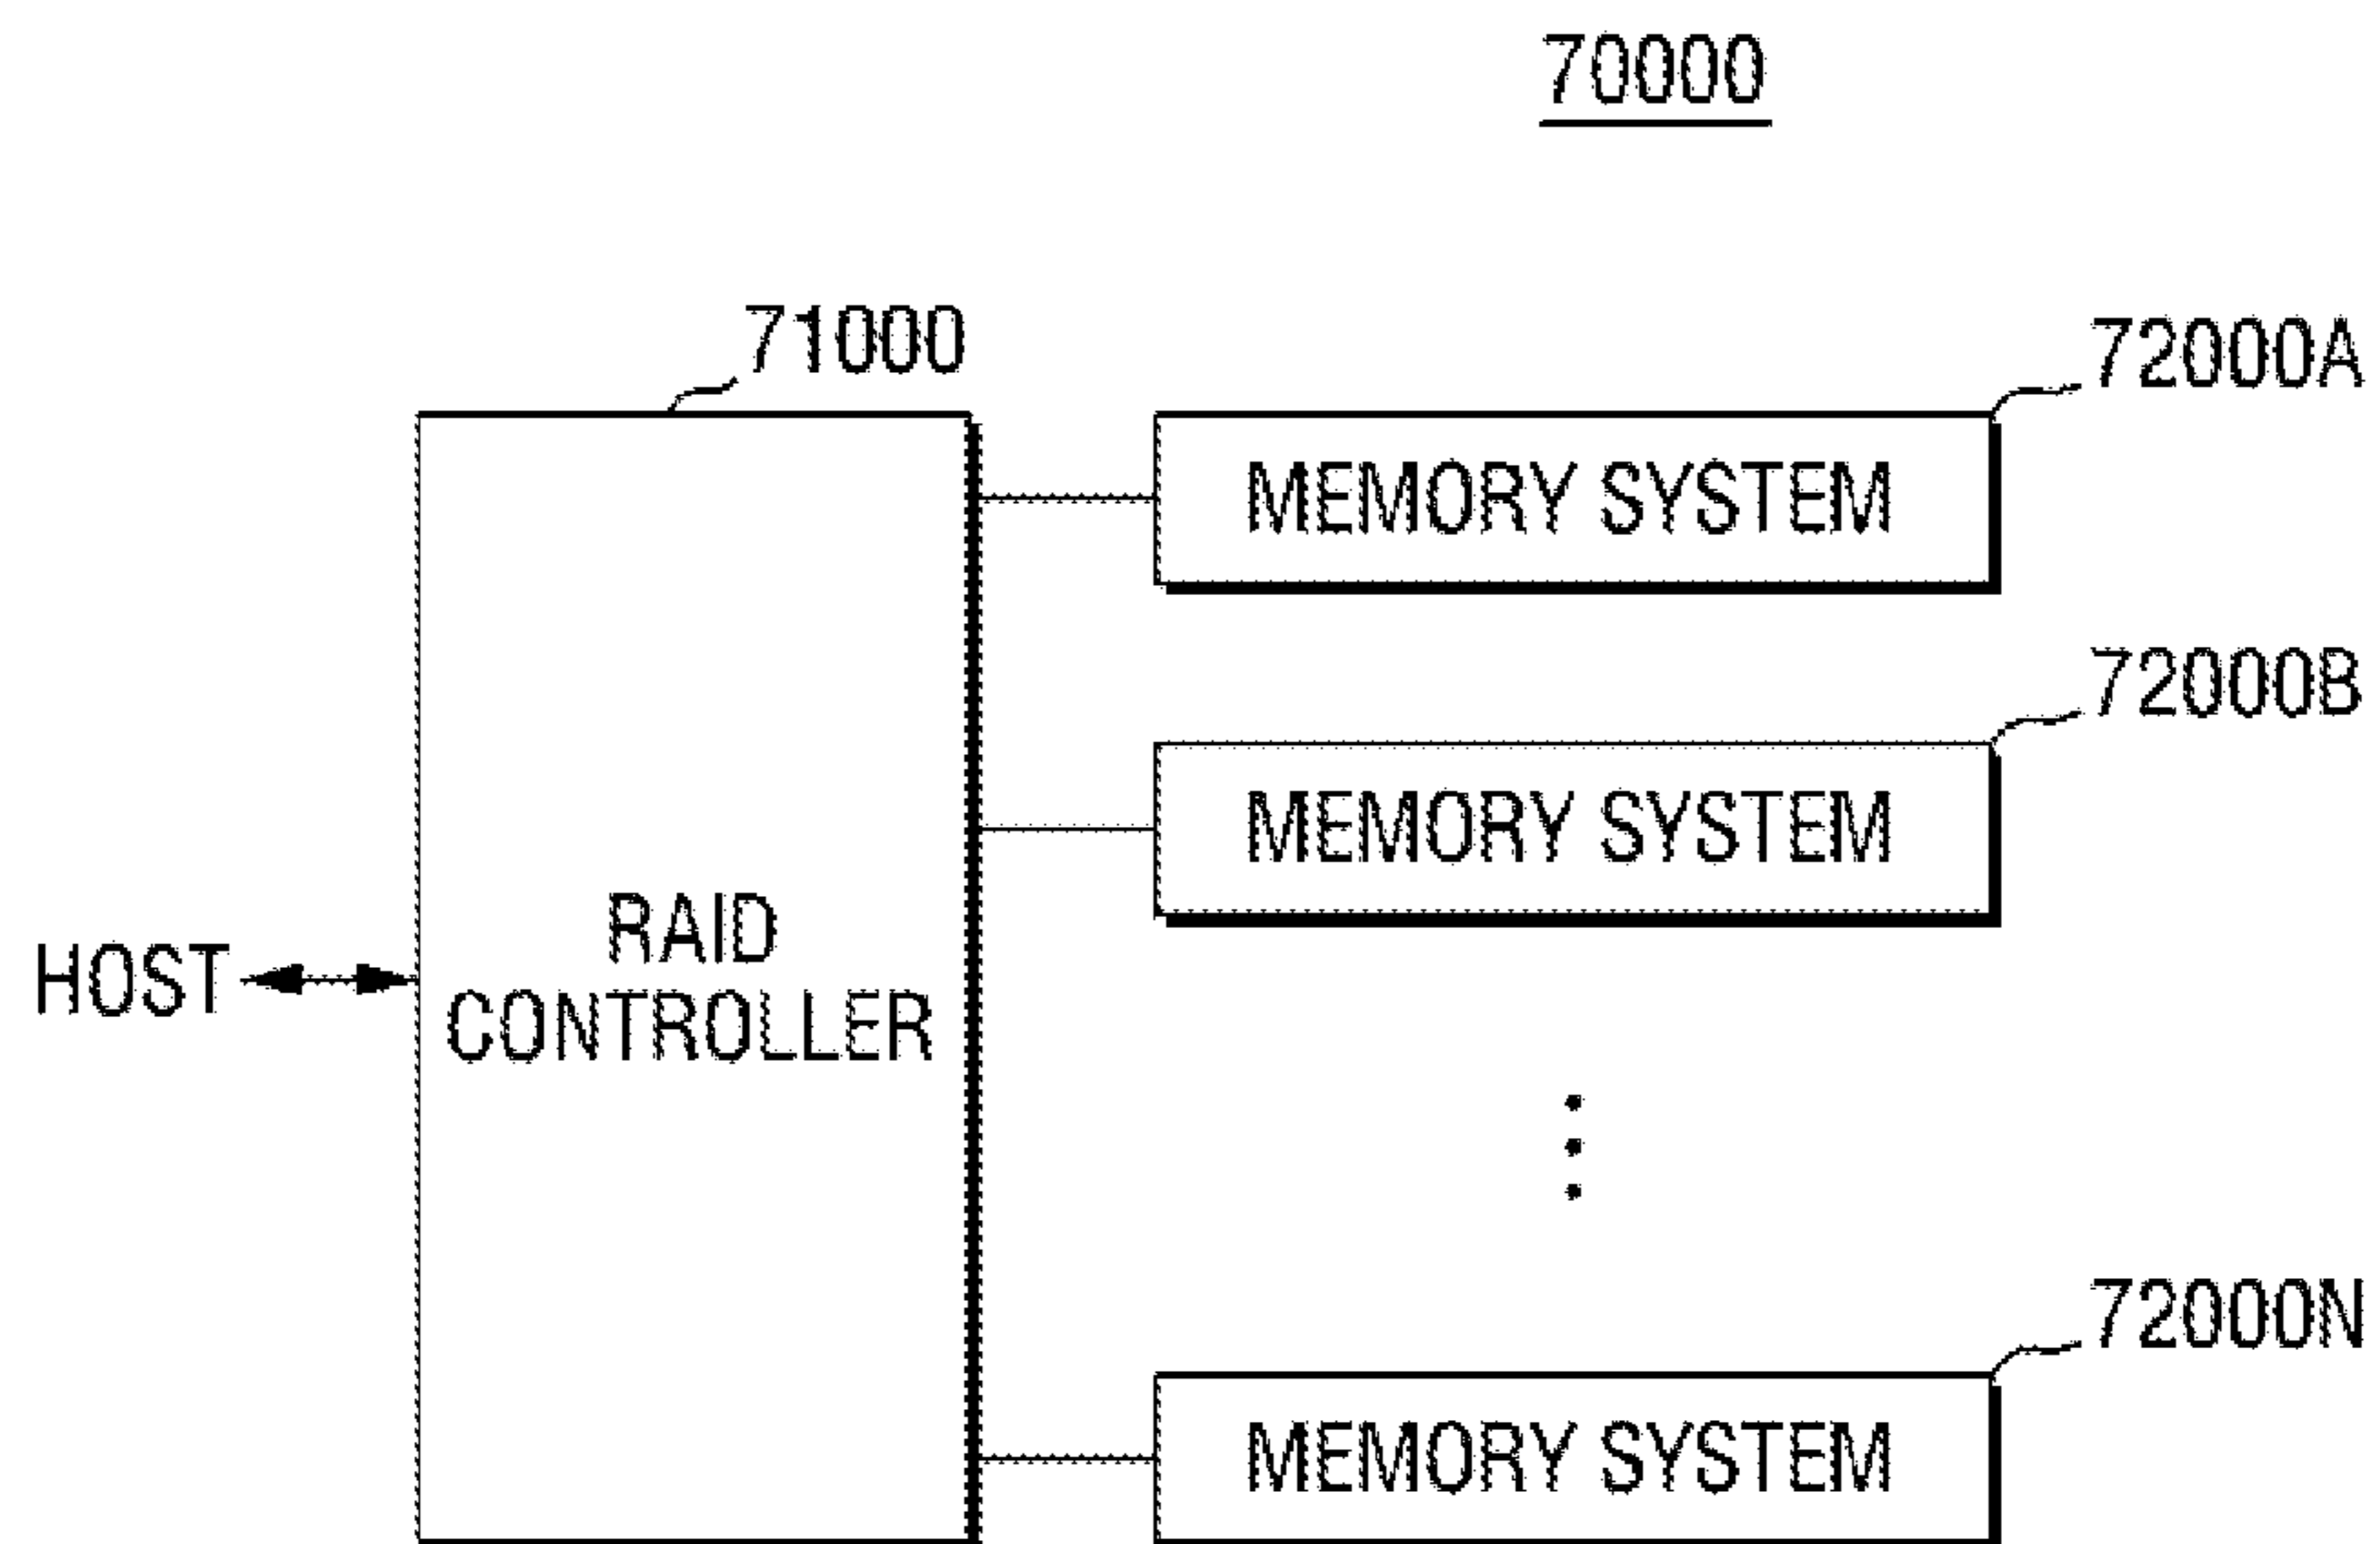 70000
71000
72000A
MEMORY SYSTEM
72000B
MEMORY SYSTEM
RAID
CONTROLLER
HOST
72000N
MEMORY SYSTEM